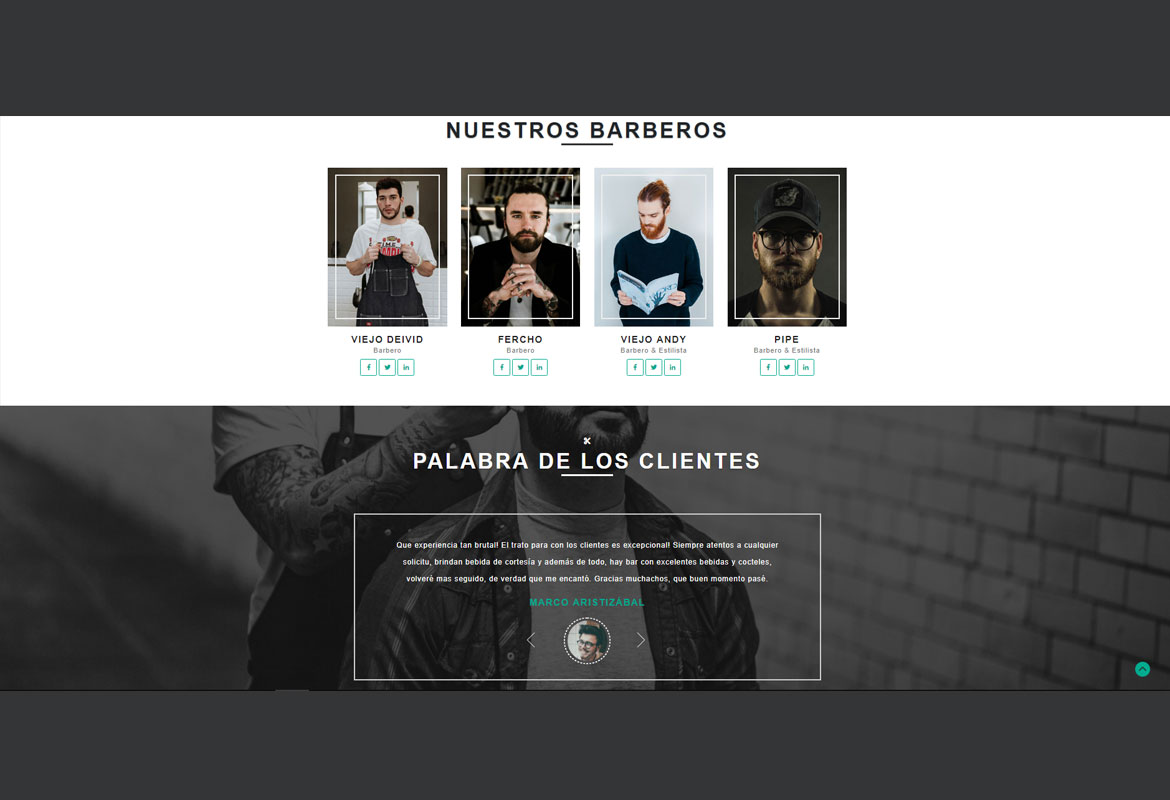 NUESTROS BARBEROS
VIEJO DEIVID
Barbero
FERCHO
Barbero
VIEJO ANDY
Barbero & Estilista
PIPE
Barbero & Estilista
PALABRA DE LOS CLIENTES
Que experiencia tan brutal! El trato para con los clientes es excepcional! Siempre atentos a cualquier
solicitu, brindan bebida de cortesía y además de todo, hay bar con excelentes bebidas y cocteles,
volveré mas seguido, de verdad que me encantó. Gracias muchachos, que buen momento pasé.
MARCO ARISTIZÁBAL